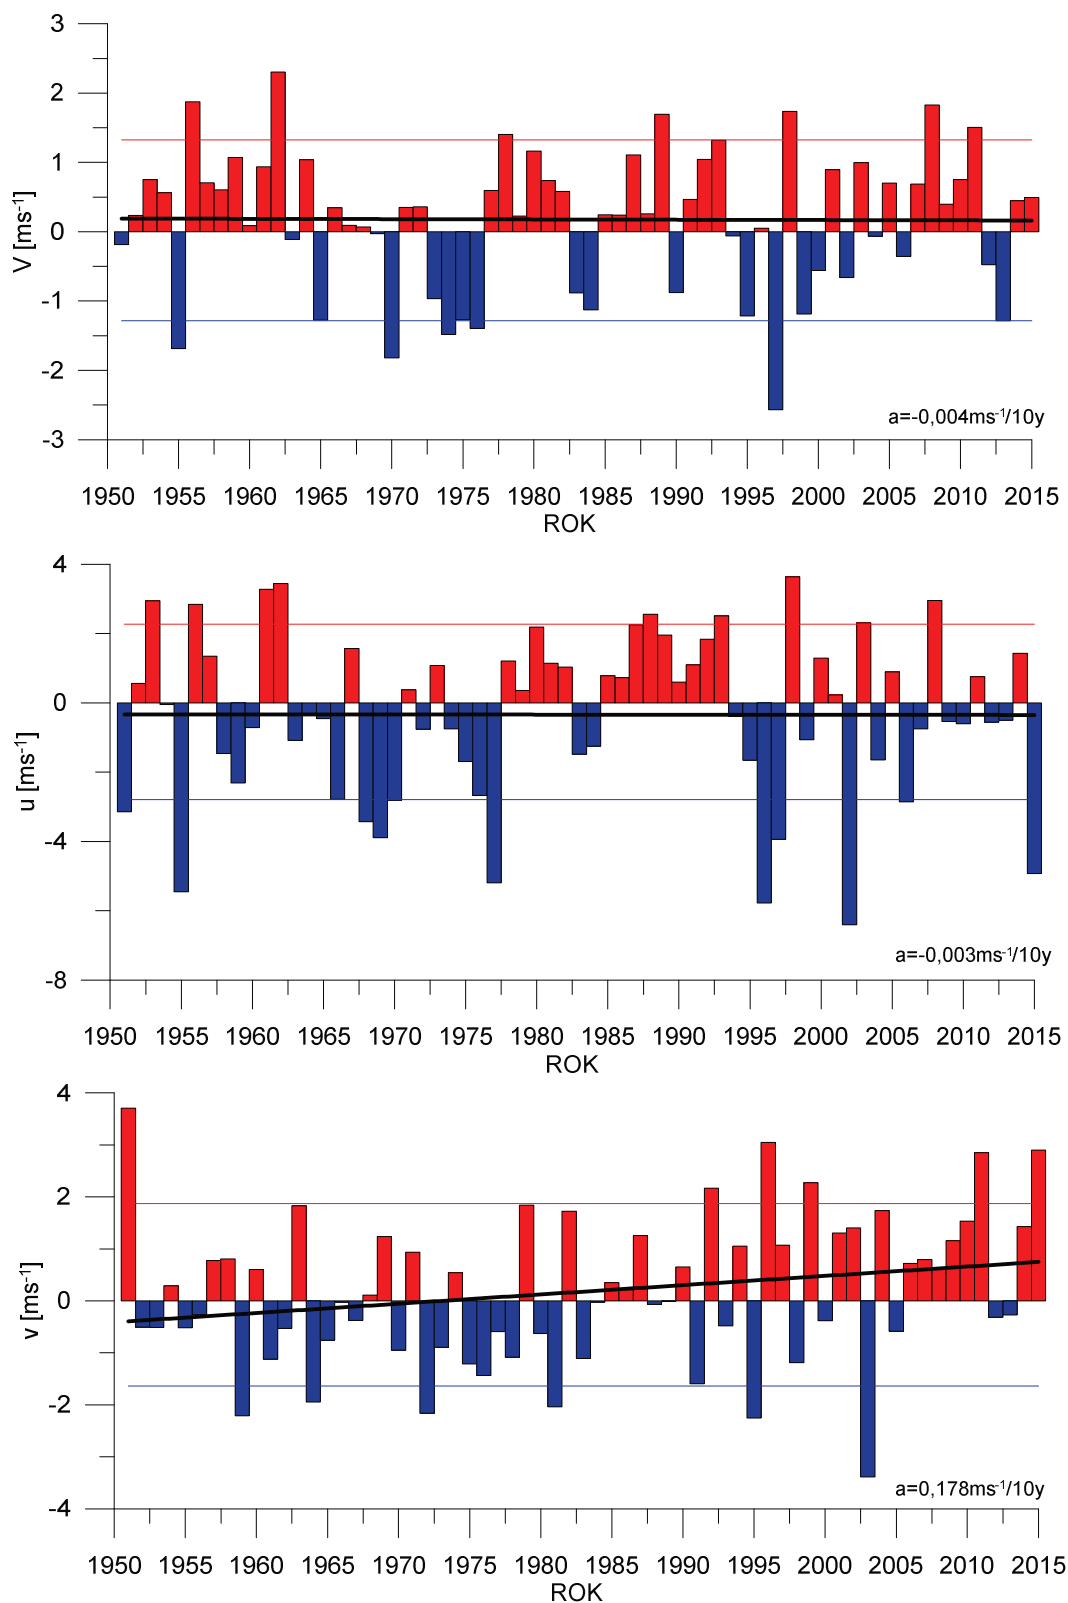 3
2
1
0
-1
-2
-3
V [ms-1]
a=-0,004ms-1/10y
1950 1955 1960 1965 1970 1975 1980 1985 1990 1995 2000 2005 2010 2015
ROK
4
0
-4
-8
u [ms-1]
a=-0,003ms-1/10y
1950 1955 1960 1965 1970 1975 1980 1985 1990 1995 2000 2005 2010 2015
ROK
4
2
0
-2
-4
v [ms-1]
a=0,178ms-1/10y
1950 1955 1960 1965 1970 1975 1980 1985 1990 1995 2000 2005 2010 2015
ROK